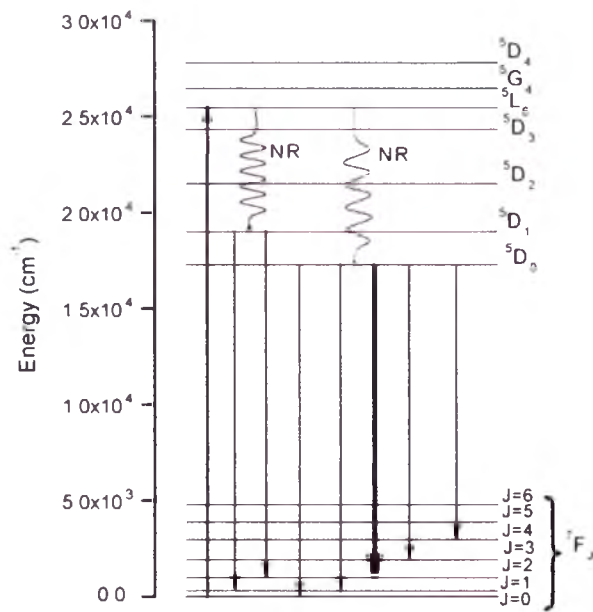 3 0x10⁴
2 5x10⁴
2 0x10⁴
1 5x10⁴
1 0x10⁴
5 0x10³
0 0
Energy (cm⁻¹)
NR
NR
⁵D₄
⁵G₄
⁵L₆
⁵D₃
⁵D₂
⁵D₁
⁵D₀
J=6
J=5
J=4
J=3
J=2
J=1
J=0
⁷F_J